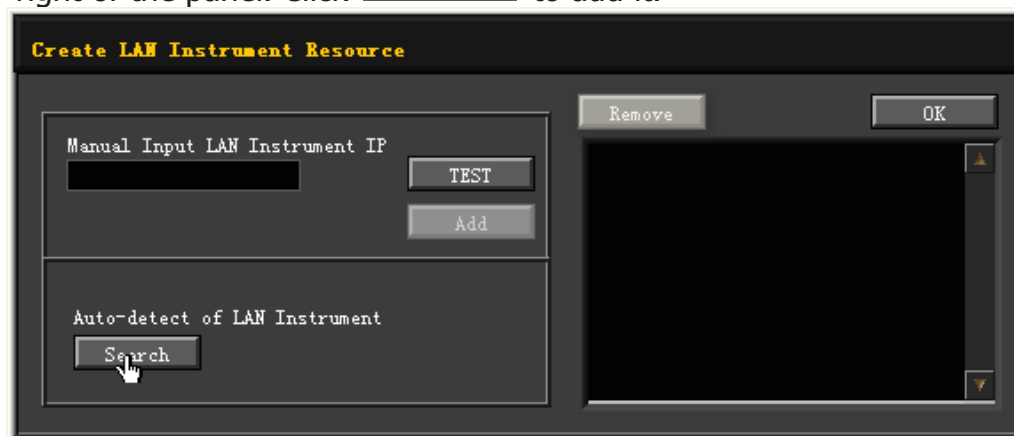 right of the panel. Click to add it.
Create LAN Instrument Resource
Remove
OK
Manual Input LAN Instrument IP
TEST
Add
Auto-detect of LAN Instrument
Search